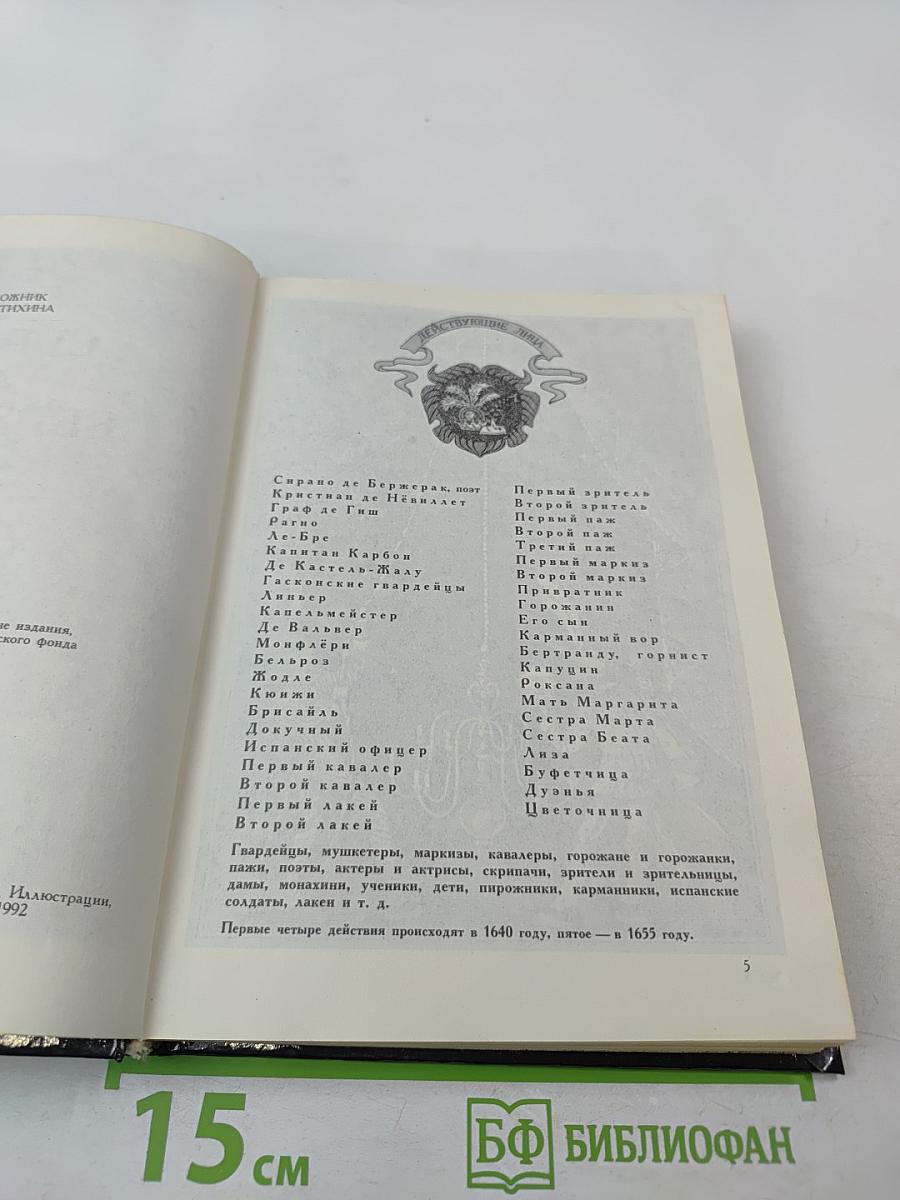 ОЖНИК
ТИХИНА
ие издания,
ского фонда
Иллюстрации,
1992
ДЕЙСТВУЮЩИЕ ЛИЦА
Сирано де Бержерак, поэт
Кристиан де Нёвиллет
Граф де Гиш
Рагно
Ле-Бре
Капитан Карбон
Де Кастель-Жалу
Гасконские гвардейцы
Линьер
Капельмейстер
Де Вальвер
Монфлёри
Бельроз
Жодле
Кюижи
Брисайль
Докучный
Испанский офицер
Первый кавалер
Второй кавалер
Первый лакей
Второй лакей
Первый зритель
Второй зритель
Первый паж
Второй паж
Третий паж
Первый маркиз
Второй маркиз
Привратник
Горожанин
Его сын
Карманный вор
Бертранду, горнист
Капуцин
Роксана
Мать Маргарита
Сестра Марта
Сестра Беата
Лиза
Буфетчица
Дуэнья
Цветочница
Гвардейцы, мушкетеры, маркизы, кавалеры, горожане и горожанки,
пажи, поэты, актеры и актрисы, скрипачи, зрители и зрительницы,
дамы, монахини, ученики, дети, пирожники, карманники, испанские
солдаты, лакеи и т. д.
Первые четыре действия происходят в 1640 году, пятое — в 1655 году.
5
15 см
БФ БИБЛИОФАН